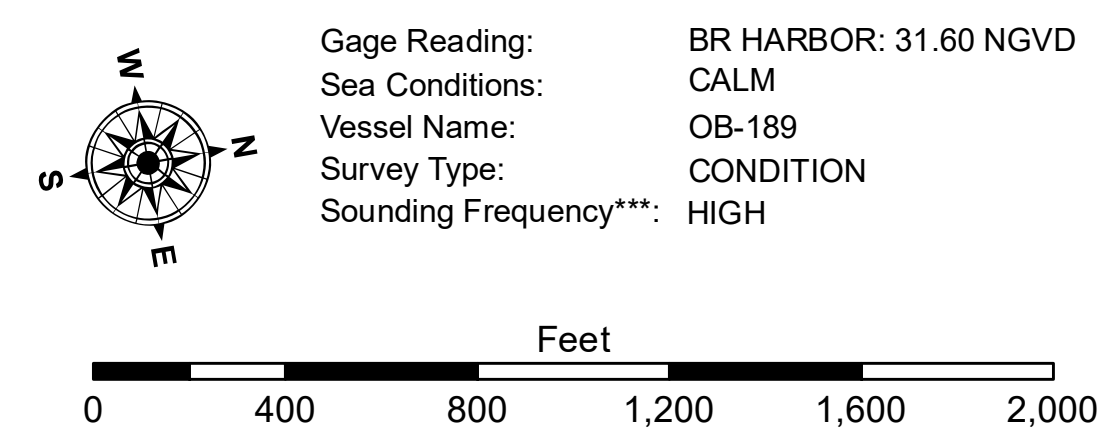 W
N
S
E
Gage Reading: BR HARBOR: 31.60 NGVD
Sea Conditions: CALM
Vessel Name: OB-189
Survey Type: CONDITION
Sounding Frequency***: HIGH
Feet
0 400 800 1,200 1,600 2,000